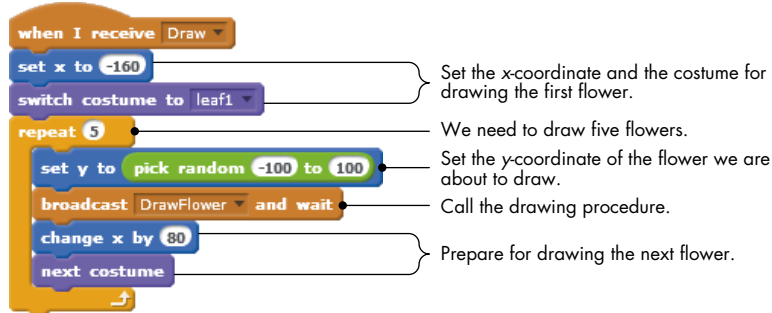 when I receive Draw
set x to -160
switch costume to leaf1
Set the x-coordinate and the costume for
drawing the first flower.
repeat 5
We need to draw five flowers.
set y to pick random -100 to 100
Set the y-coordinate of the flower we are
about to draw.
broadcast DrawFlower and wait
Call the drawing procedure.
change x by 80
next costume
Prepare for drawing the next flower.